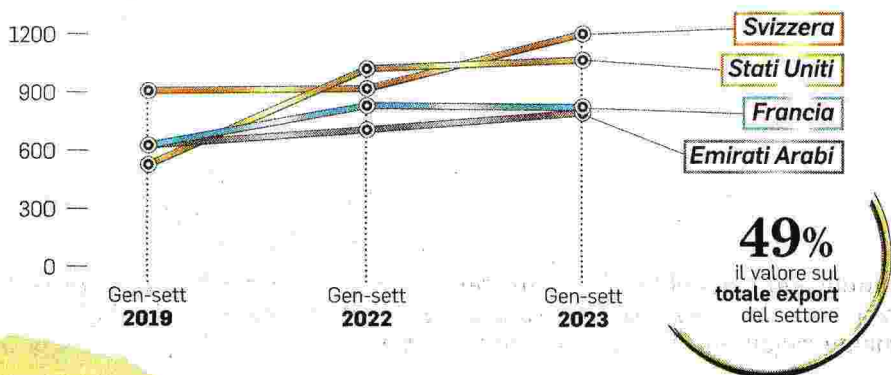 1200
900
600
300
0
Gen-sett
2019
Gen-sett
2022
Gen-sett
2023
Svizzera
Stati Uniti
Francia
Emirati Arabi
49%
il valore sul
totale export
del settore